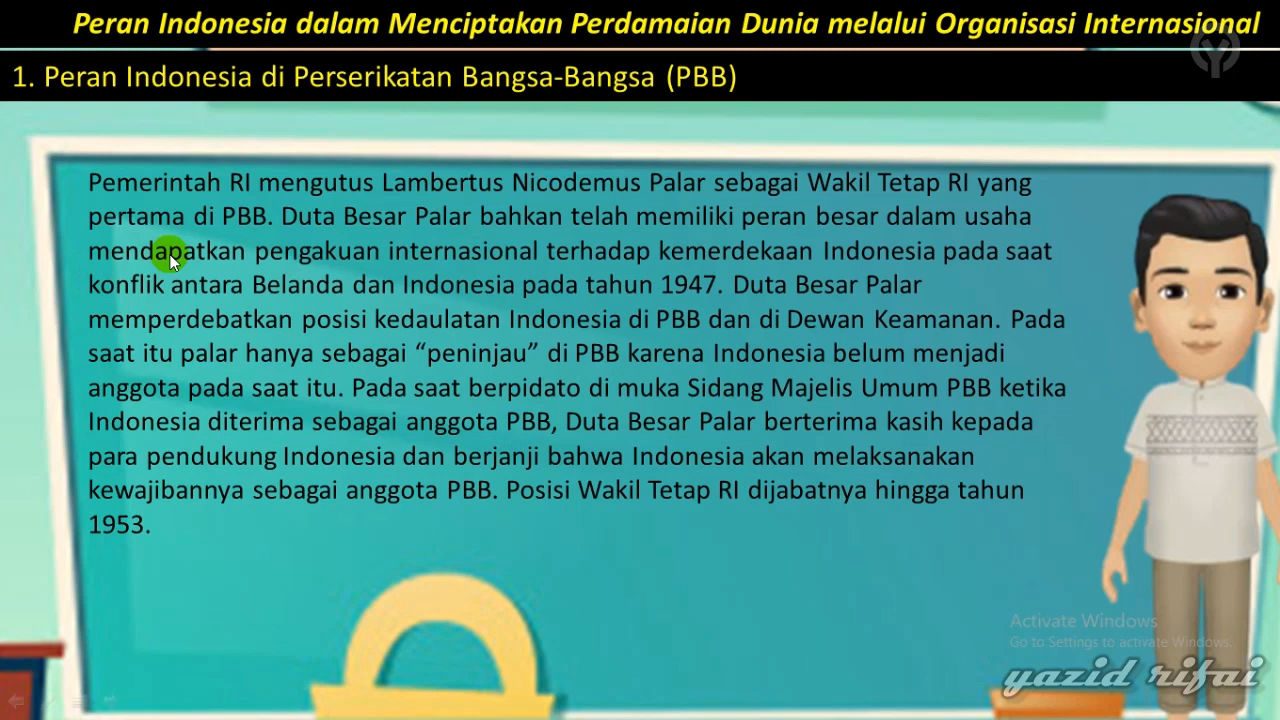 Peran Indonesia dalam Menciptakan Perdamaian Dunia melalui Organisasi Internasional
1. Peran Indonesia di Perserikatan Bangsa-Bangsa (PBB)
Pemerintah RI mengutus Lambertus Nicodemus Palar sebagai Wakil Tetap RI yang
pertama di PBB. Duta Besar Palar bahkan telah memiliki peran besar dalam usaha
mendapatkan pengakuan internasional terhadap kemerdekaan Indonesia pada saat
konflik antara Belanda dan Indonesia pada tahun 1947. Duta Besar Palar
memperdebatkan posisi kedaulatan Indonesia di PBB dan di Dewan Keamanan. Pada
saat itu palar hanya sebagai “peninjau” di PBB karena Indonesia belum menjadi
anggota pada saat itu. Pada saat berpidato di muka Sidang Majelis Umum PBB ketika
Indonesia diterima sebagai anggota PBB, Duta Besar Palar berterima kasih kepada
para pendukung Indonesia dan berjanji bahwa Indonesia akan melaksanakan
kewajibannya sebagai anggota PBB. Posisi Wakil Tetap RI dijabatnya hingga tahun
1953.
Activate Windows
Go to Settings to activate Windows.
yazid rifai